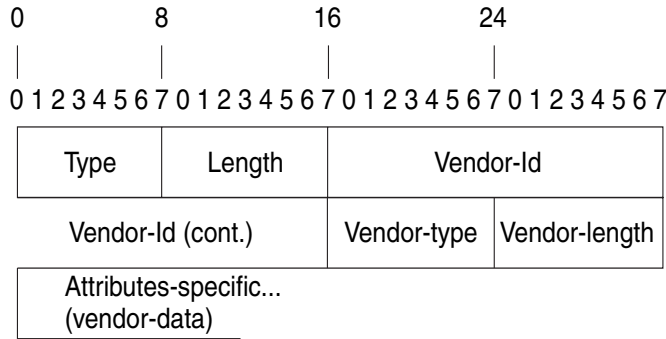 0 8 16 24
0 1 2 3 4 5 6 7 0 1 2 3 4 5 6 7 0 1 2 3 4 5 6 7 0 1 2 3 4 5 6 7
Type Length Vendor-Id
Vendor-Id (cont.) Vendor-type Vendor-length
Attributes-specific...
(vendor-data)